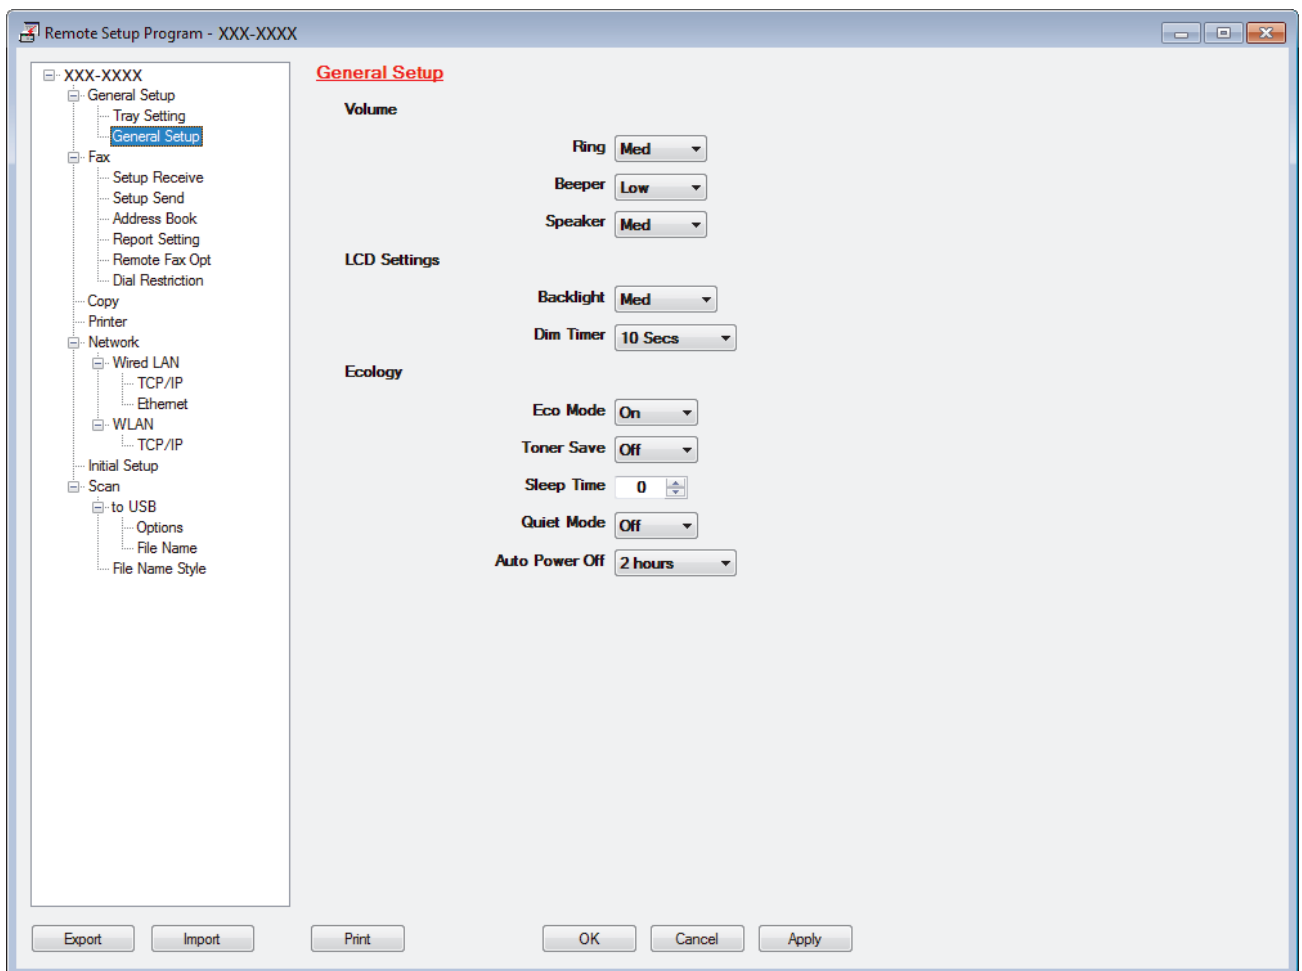 Remote Setup Program - XXX-XXXX
XXX-XXXX
General Setup
Tray Setting
General Setup
Fax
Setup Receive
Setup Send
Address Book
Report Setting
Remote Fax Opt
Dial Restriction
Copy
Printer
Network
Wired LAN
TCP/IP
Ethernet
WLAN
TCP/IP
Initial Setup
Scan
to USB
Options
File Name
File Name Style
General Setup
Volume
Ring Med
Beeper Low
Speaker Med
LCD Settings
Backlight Med
Dim Timer 10 Secs
Ecology
Eco Mode On
Toner Save Off
Sleep Time 0
Quiet Mode Off
Auto Power Off 2 hours
Export Import Print OK Cancel Apply